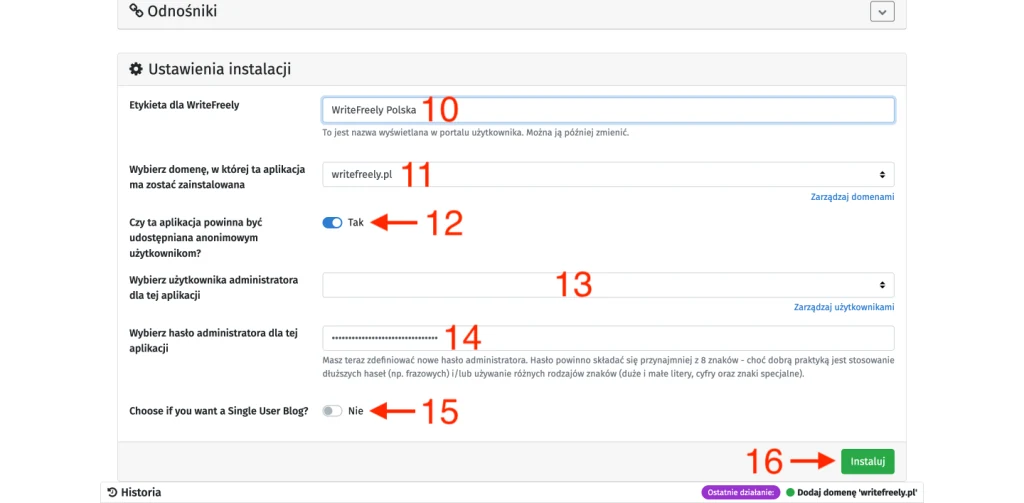 Odnośniki
Ustawienia instalacji
Etykieta dla WriteFreely
WriteFreely Polska 10
To jest nazwa wyświetlana w portalu użytkownika. Można ją później zmienić.
Wybierz domenę, w której ta aplikacja
ma zostać zainstalowana
writefreely.pl 11
Zarządzaj domenami
Czy ta aplikacja powinna być
udostępniana anonimowym
użytkownikom?
Tak 12
Wybierz użytkownika administratora
dla tej aplikacji
13
Zarządzaj użytkownikami
Wybierz hasło administratora dla tej
aplikacji
14
Masz teraz zdefiniować nowe hasło administratora. Hasło powinno składać się przynajmniej z 8 znaków - choć dobrą praktyką jest stosowanie
dłuższych haseł (np. frazowych) i/lub używanie różnych rodzajów znaków (duże i małe litery, cyfry oraz znaki specjalne).
Choose if you want a Single User Blog?
Nie 15
16 Instaluj
Historia
Ostatnie działanie: Dodaj domenę 'writefreely.pl'